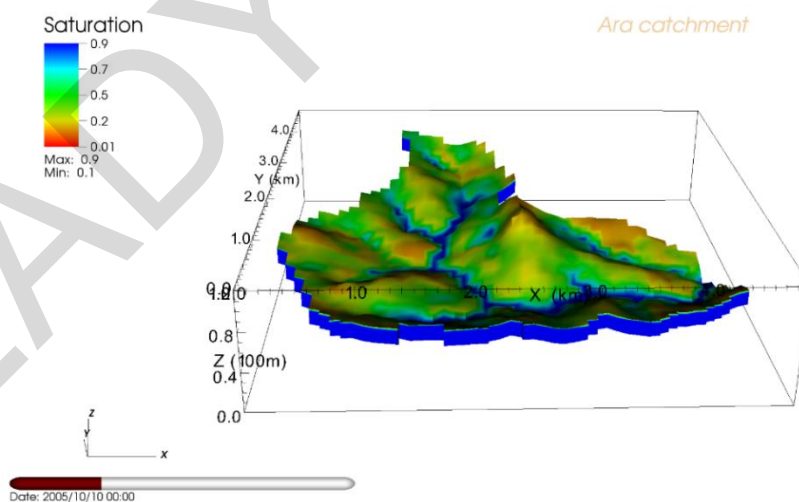 Saturation
Ara catchment
0.9
0.7
0.5
0.2
0.01
Max: 0.9
Min: 0.1
4.0
3.0
Y (km)
2.0
1.0
1.0
2.0
X (km)
0.8
Z (100m)
0.4
0.0
z
Y
x
Date: 2005/10/10 00:00